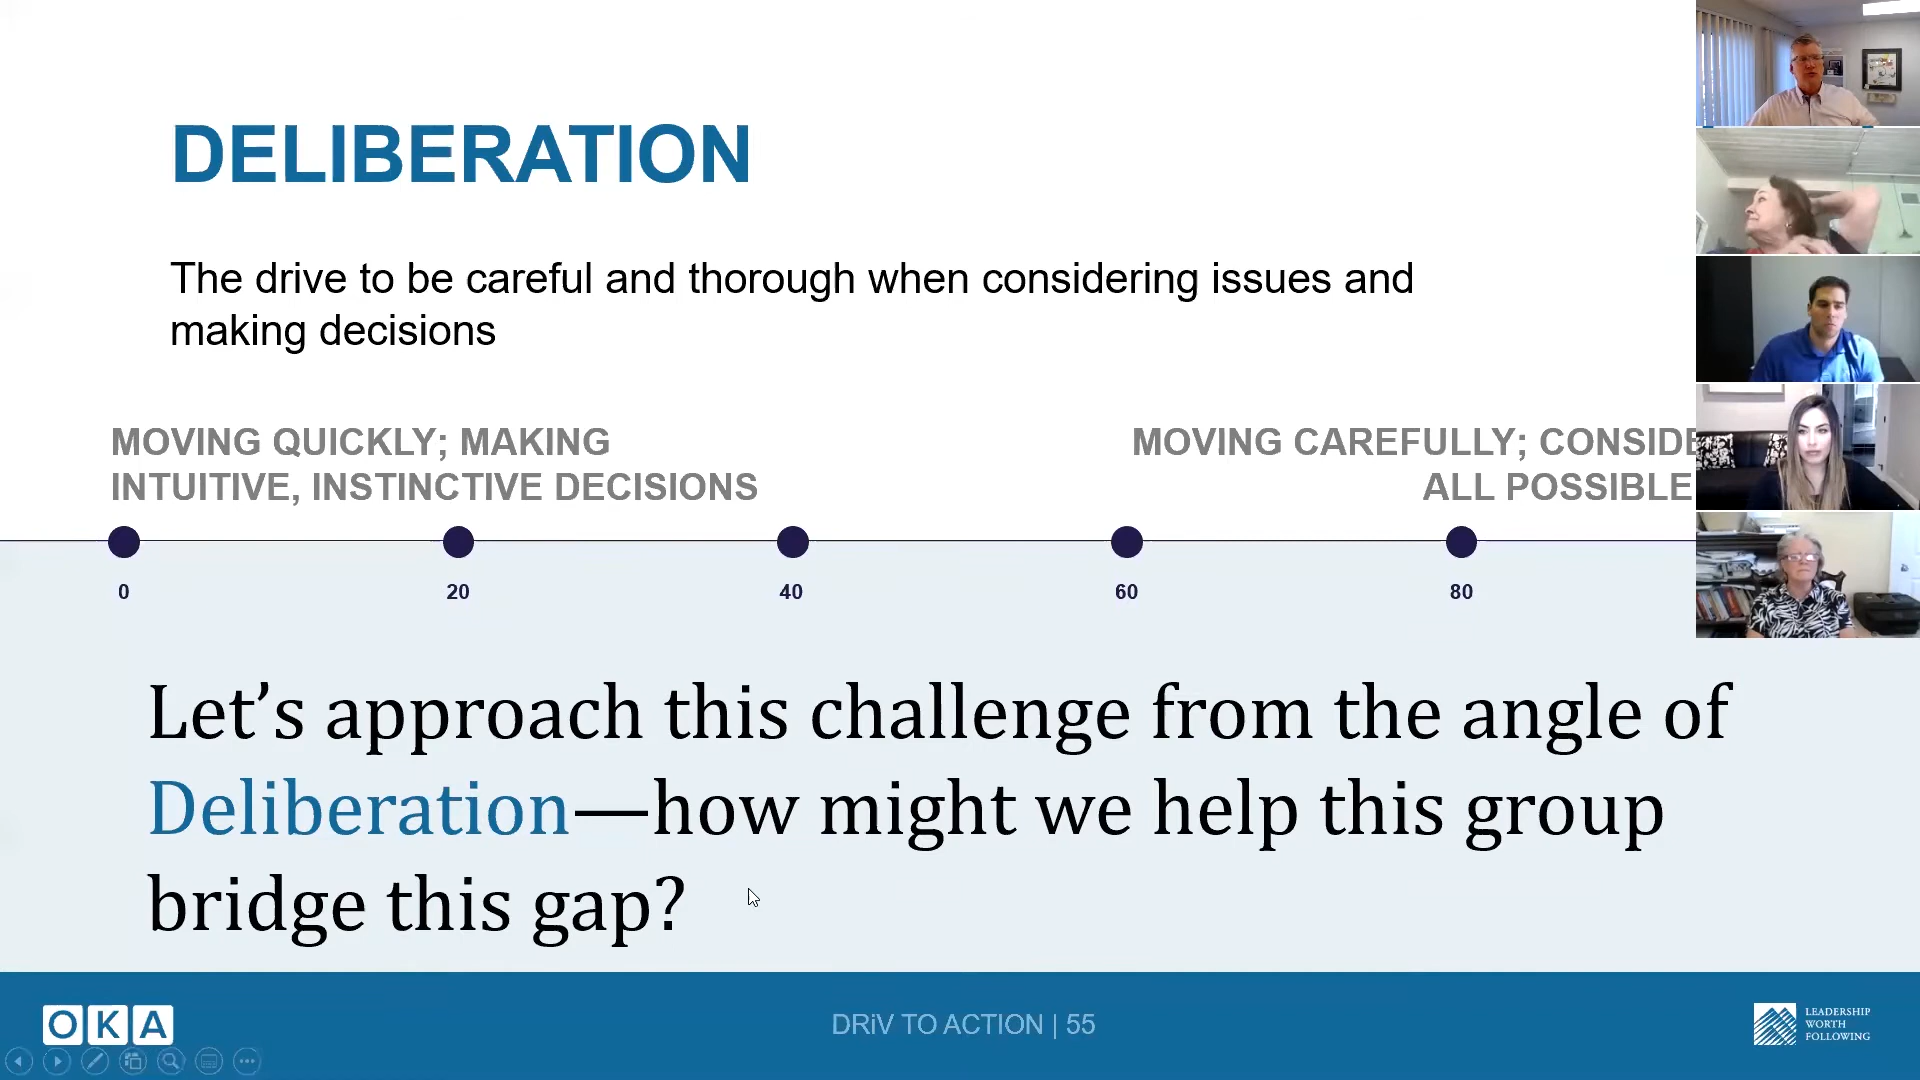 DELIBERATION
The drive to be careful and thorough when considering issues and
making decisions
MOVING QUICKLY; MAKING
INTUITIVE, INSTINCTIVE DECISIONS
MOVING CAREFULLY; CONSIDE
ALL POSSIBLE
0
20
40
60
80
Let’s approach this challenge from the angle of
Deliberation—how might we help this group
bridge this gap?
OKA
DRiV TO ACTION | 55
LEADERSHIP
WORTH
FOLLOWING